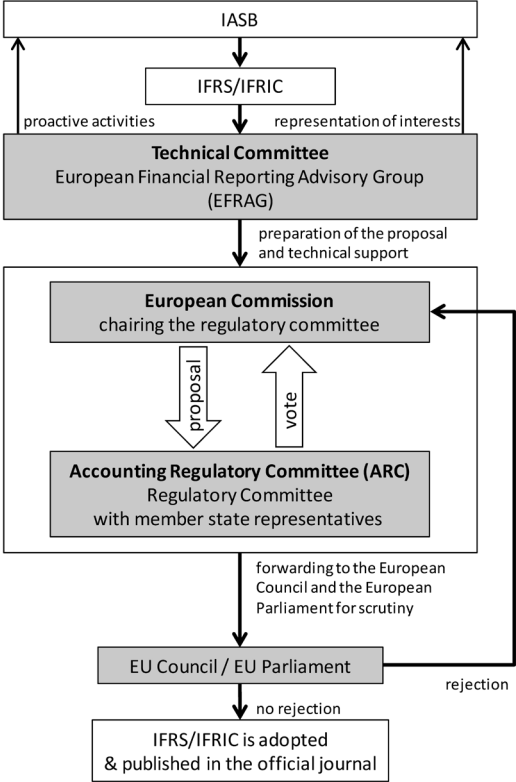 IASB
IFRS/IFRIC
proactive activities
representation of interests
Technical Committee
European Financial Reporting Advisory Group
(EFRAG)
preparation of the proposal
and technical support
European Commission
chairing the regulatory committee
proposal
vote
Accounting Regulatory Committee (ARC)
Regulatory Committee
with member state representatives
forwarding to the European
Council and the European
Parliament for scrutiny
EU Council / EU Parliament
rejection
no rejection
IFRS/IFRIC is adopted
& published in the official journal